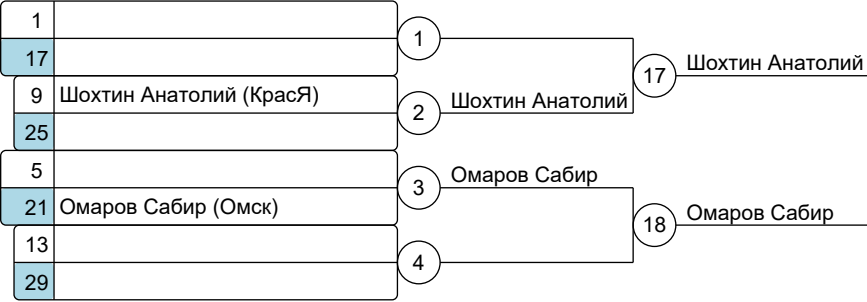 1
17
9 Шохтин Анатолий (КрасЯ)
25
5
21 Омаров Сабир (Омск)
13
29
1
2
3
4
Шохтин Анатолий
Омаров Сабир
17
18
Шохтин Анатолий
Омаров Сабир